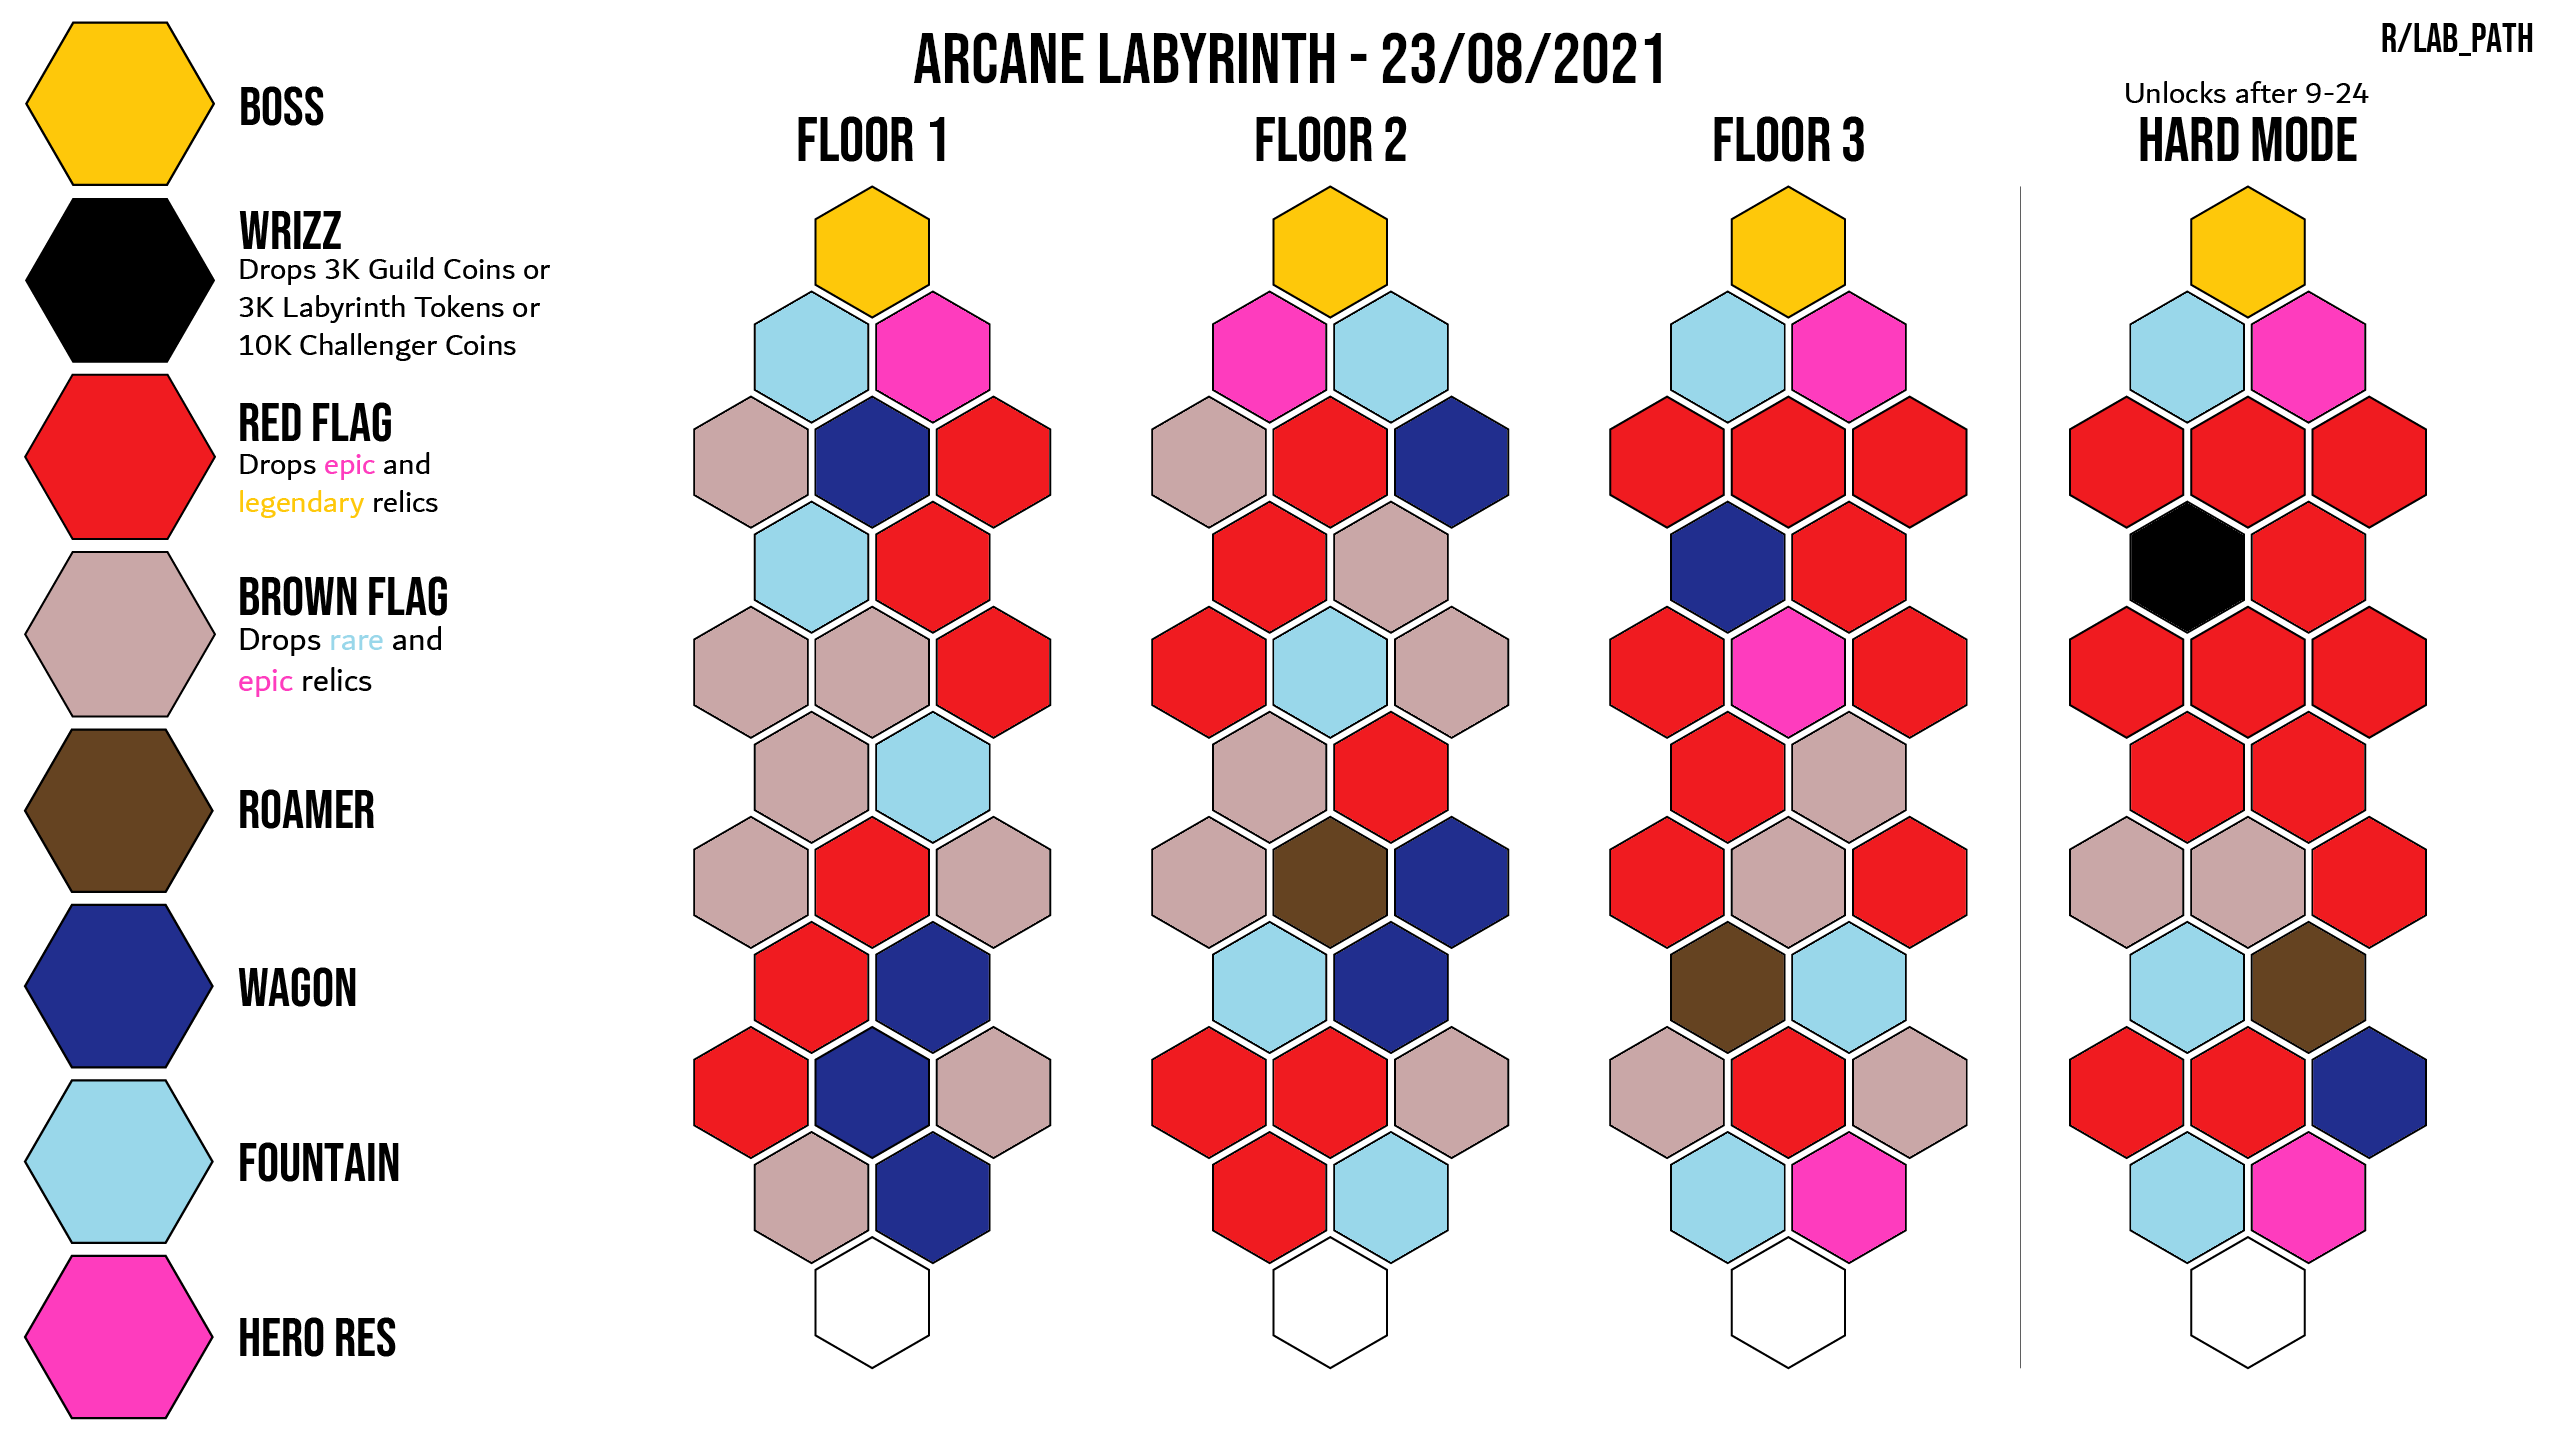 ARCANE LABYRINTH - 23/08/2021
R/LAB_PATH
BOSS
WRIZZ
Drops 3K Guild Coins or
3K Labyrinth Tokens or
10K Challenger Coins
RED FLAG
Drops epic and
legendary relics
BROWN FLAG
Drops rare and
epic relics
ROAMER
WAGON
FOUNTAIN
HERO RES
FLOOR 1
FLOOR 2
FLOOR 3
Unlocks after 9-24
HARD MODE